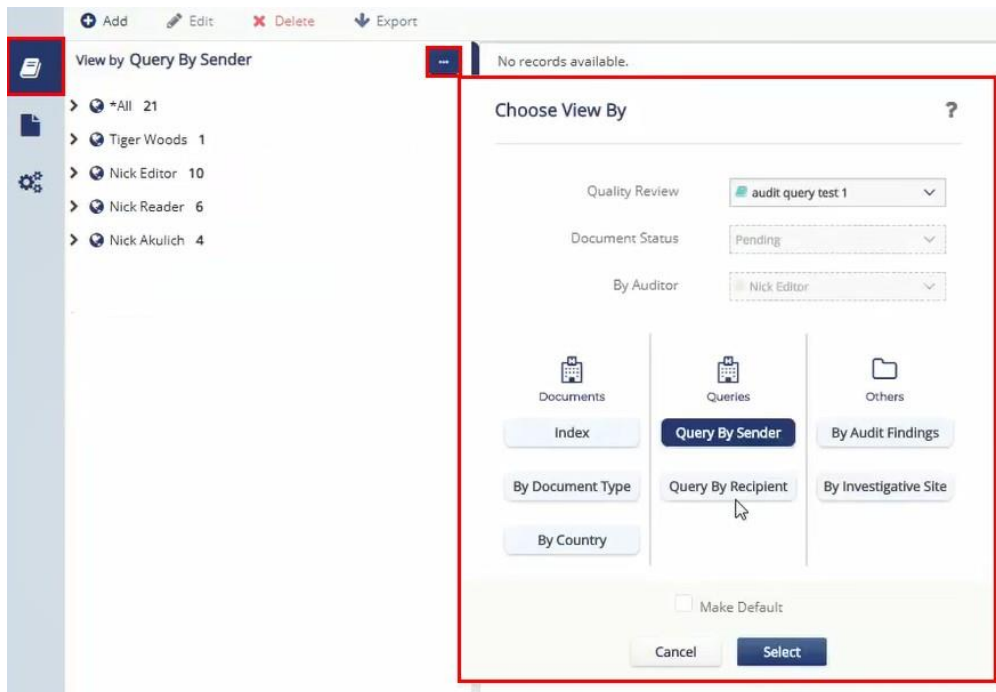 Add Edit Delete Export
View by Query By Sender ...
No records available.
*All 21
Tiger Woods 1
Nick Editor 10
Nick Reader 6
Nick Akulich 4
Choose View By ?
Quality Review audit query test 1
Document Status Pending
By Auditor Nick Editor
Documents Queries Others
Index Query By Sender By Audit Findings
By Document Type Query By Recipient By Investigative Site
By Country
Make Default
Cancel Select